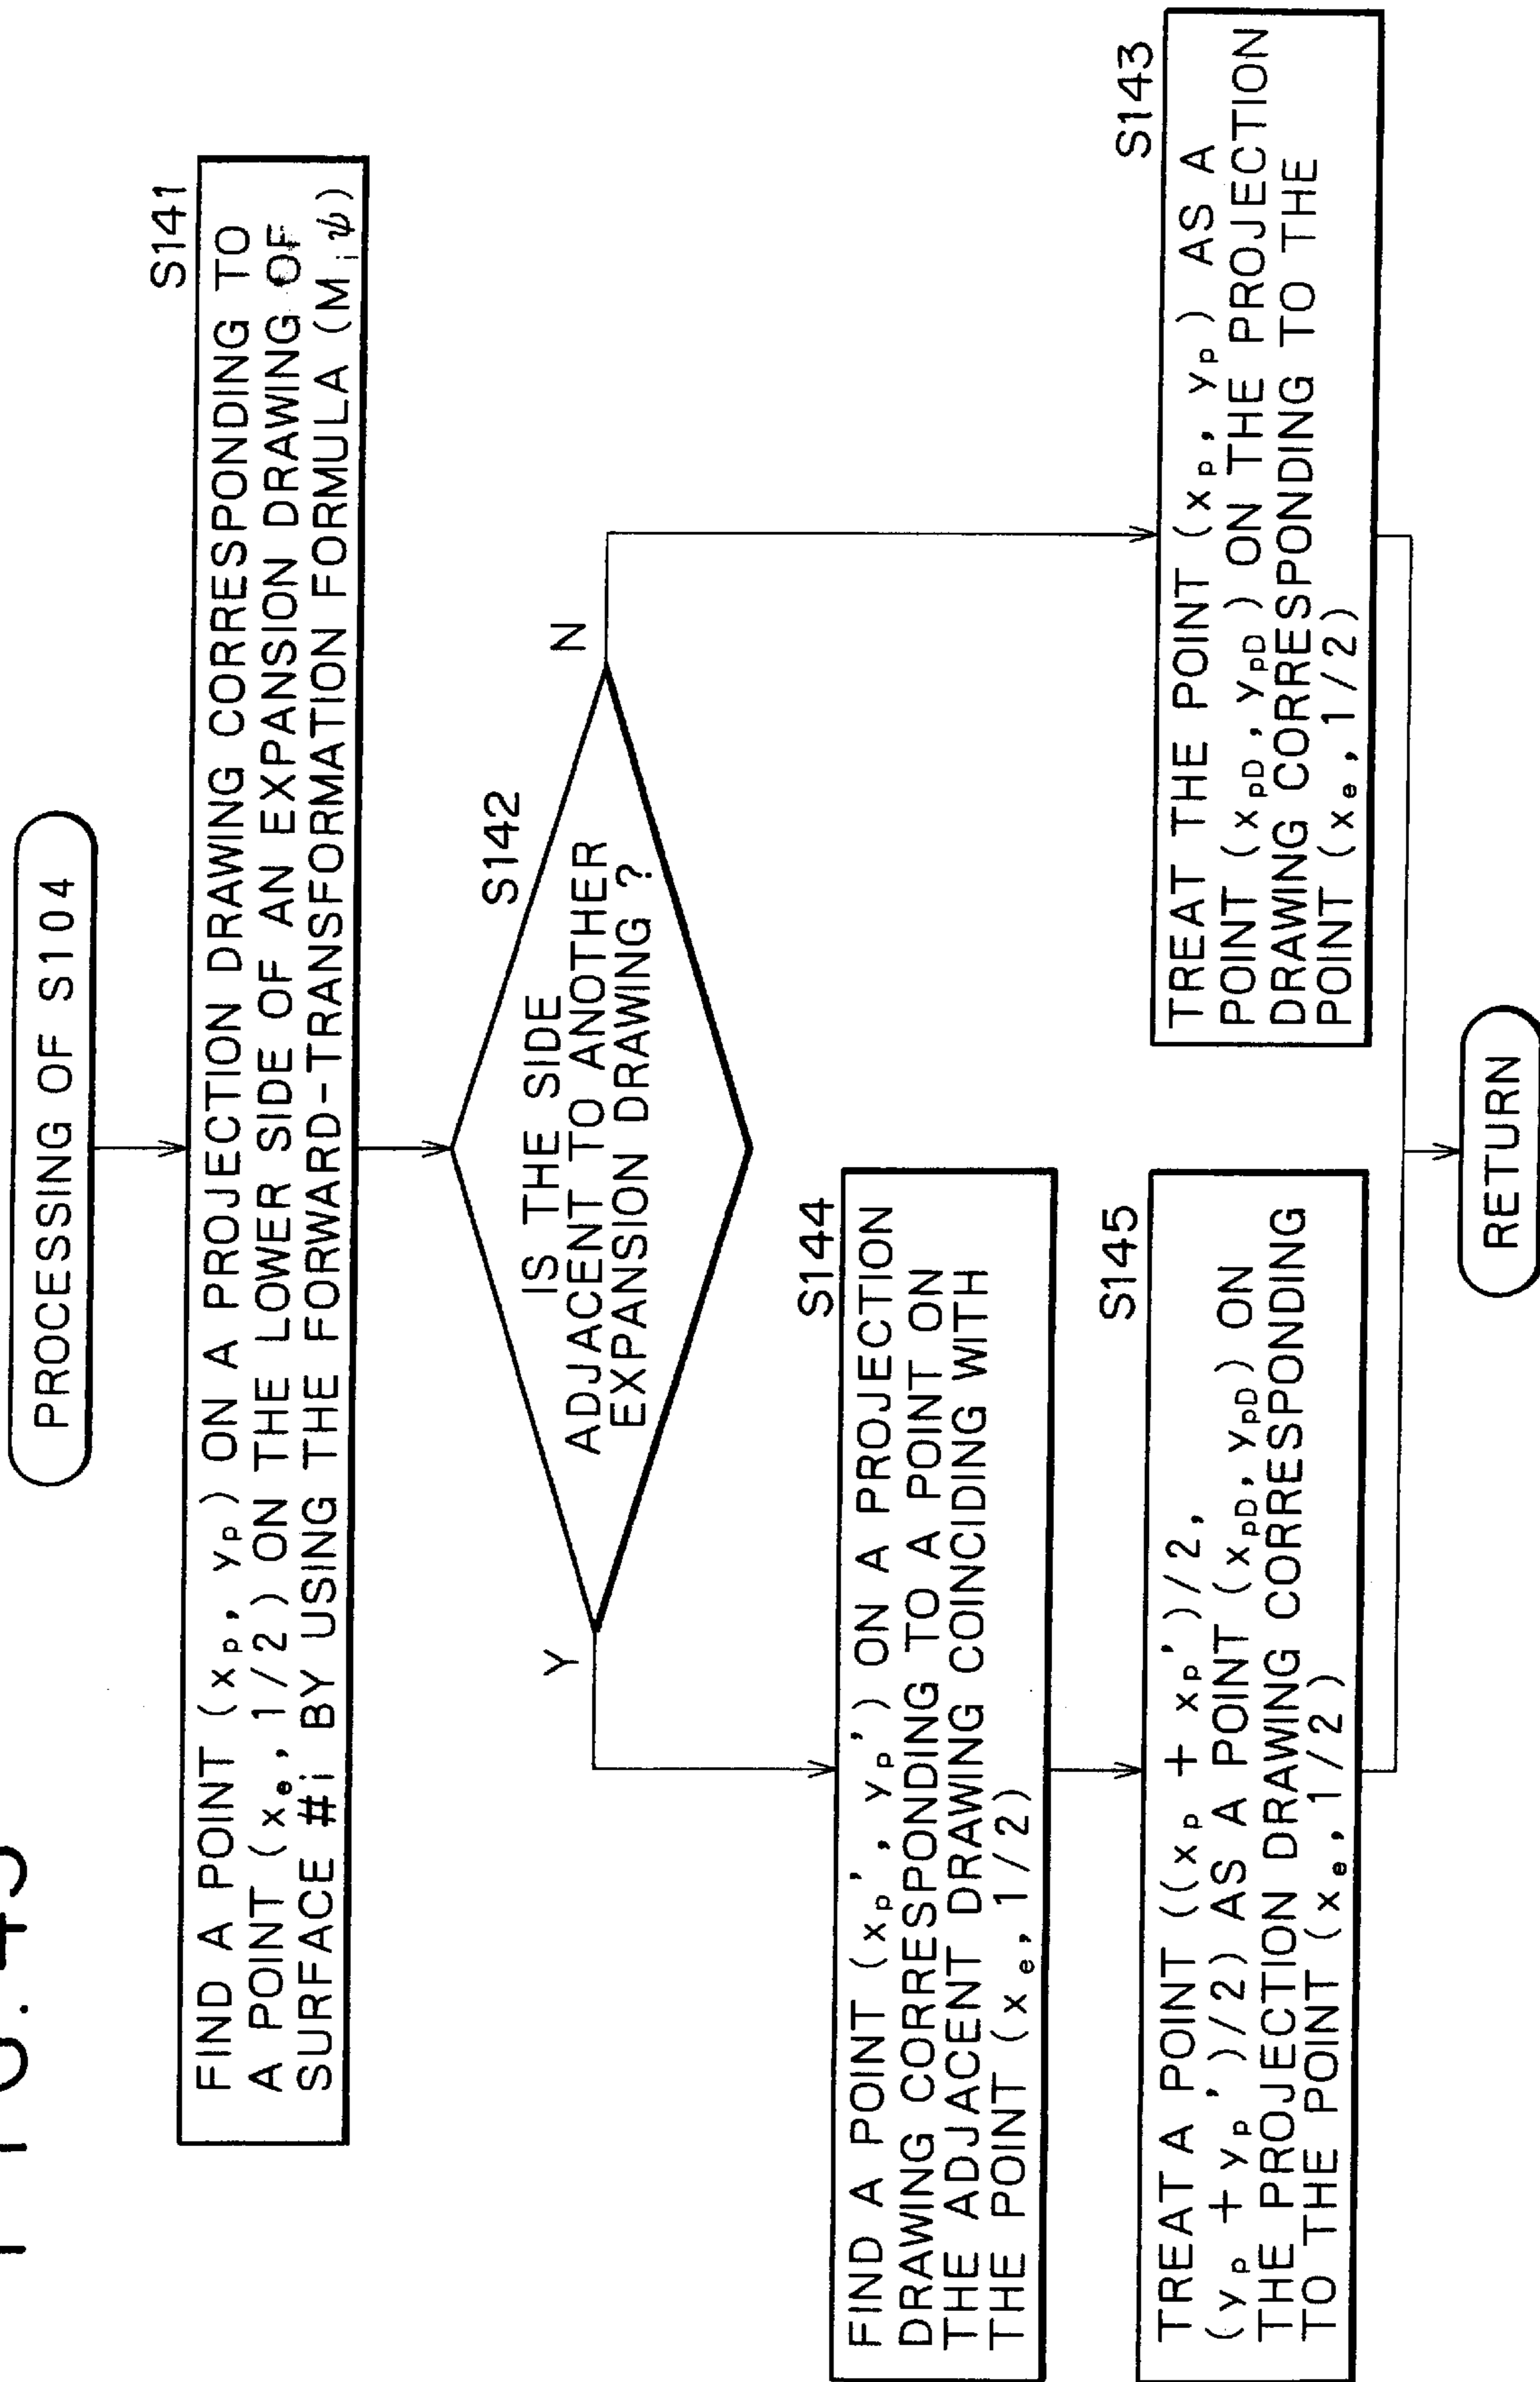 PROCESSING OF S104
S141
FIND A POINT (xₚ, yₚ) ON A PROJECTION DRAWING CORRESPONDING TO
A POINT (xₑ, 1/2) ON THE LOWER SIDE OF AN EXPANSION DRAWING OF
SURFACE #i BY USING THE FORWARD-TRANSFORMATION FORMULA (Mᵢψ)
S142
IS THE SIDE
ADJACENT TO ANOTHER
EXPANSION DRAWING ?
Y
N
S144
FIND A POINT (xₚ', yₚ') ON A PROJECTION
DRAWING CORRESPONDING TO A POINT ON
THE ADJACENT DRAWING COINCIDING WITH
THE POINT (xₑ, 1/2)
S145
TREAT A POINT ((xₚ + xₚ')/2,
(yₚ + yₚ')/2) AS A POINT (x_pD, y_pD) ON
THE PROJECTION DRAWING CORRESPONDING
TO THE POINT (xₑ, 1/2)
S143
TREAT THE POINT (xₚ, yₚ) AS A
POINT (x_pD, y_pD) ON THE PROJECTION
DRAWING CORRESPONDING TO THE
POINT (xₑ, 1/2)
RETURN